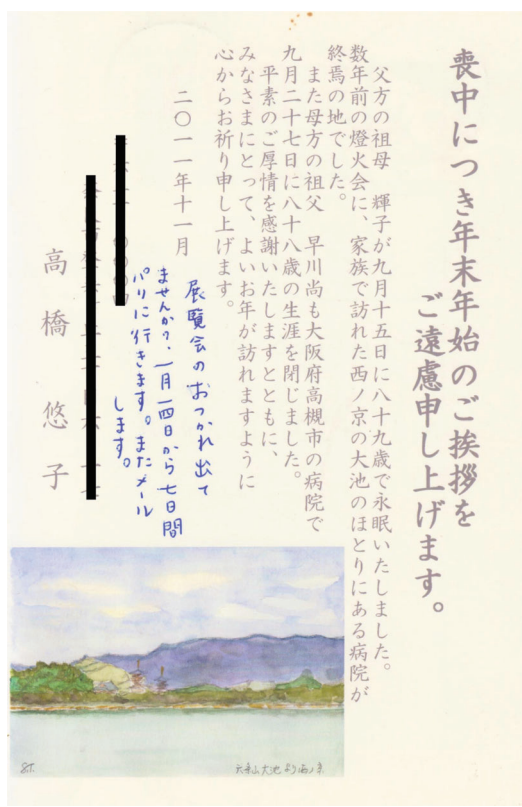 喪中につき年末年始のご挨拶を
ご遠慮申し上げます。
父方の祖母　輝子が九月十五日に八十九歳で永眠いたしました。
数年前の燈火会に、家族で訪れた西ノ京の大池のほとりにある病院が
終焉の地でした。
また母方の祖父　早川尚も大阪府高槻市の病院で
九月二十七日に八十八歳の生涯を閉じました。
平素のご厚情を感謝いたしますとともに、
みなさまにとって、よいお年が訪れますように
心からお祈り申し上げます。
二〇一一年十一月
展覧会のおつかれ出て
ませんか？一月一四日から七日間
パリに行きます。またメール
します。
高橋悠子
大池より西ノ京
S.T.